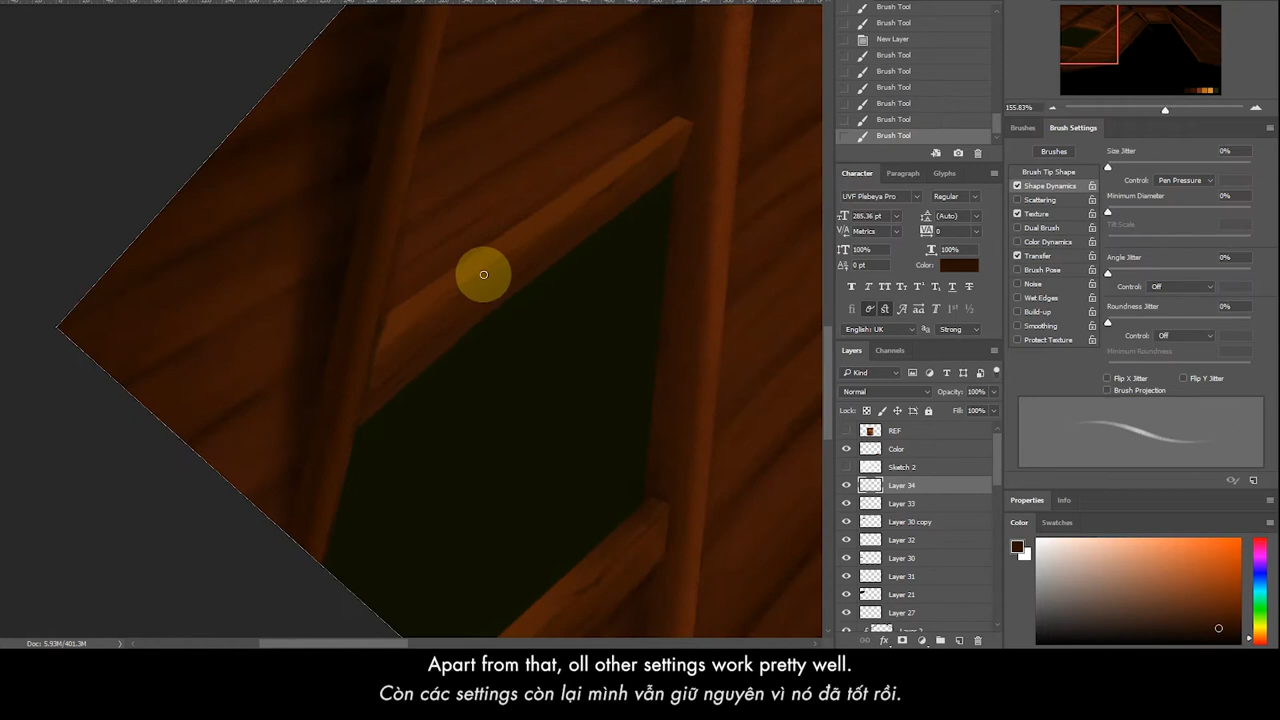 Brush Tool
Brush Tool
New Layer
Brush Tool
Brush Tool
Brush Tool
Brush Tool
Brush Tool
Brush Tool
155.83%
Brushes Brush Settings
Brushes
Brush Tip Shape
Shape Dynamics
Scattering
Texture
Dual Brush
Color Dynamics
Transfer
Brush Pose
Noise
Wet Edges
Build-up
Smoothing
Protect Texture
Size Jitter 0%
Control: Pen Pressure
Minimum Diameter 0%
Tilt Scale
Angle Jitter 0%
Control: Off
Roundness Jitter 0%
Control: Off
Minimum Roundness
Flip X Jitter Flip Y Jitter
Brush Projection
Character Paragraph Glyphs
UVF Plebeya Pro Regular
285.36 pt (Auto)
Metrics 0
100% 100%
0 pt Color:
English: UK Strong
Layers Channels
Kind
Normal Opacity: 100%
Lock: Fill: 100%
REF
Color
Sketch 2
Layer 34
Layer 33
Layer 30 copy
Layer 32
Layer 30
Layer 31
Layer 21
Layer 27
Properties Info
Color Swatches
Doc: 5.93M/401.3M
Apart from that, oll other settings work pretty well.
Còn các settings còn lại mình vẫn giữ nguyên vì nó đã tốt rồi.